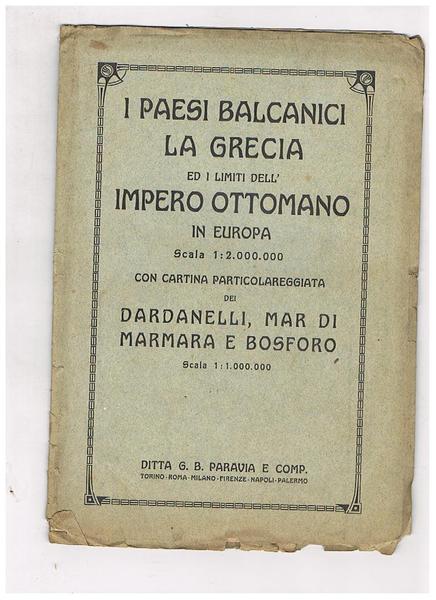 I PAESI BALCANICI
LA GRECIA
ED I LIMITI DELL'
IMPERO OTTOMANO
IN EUROPA
Scala 1:2.000.000
CON CARTINA PARTICOLAREGGIATA
DEI
DARDANELLI, MAR DI
MARMARA E BOSFORO
Scala 1:1.000.000
DITTA G. B. PARAVIA E COMP.
TORINO-ROMA-MILANO-FIRENZE-NAPOLI-PALERMO